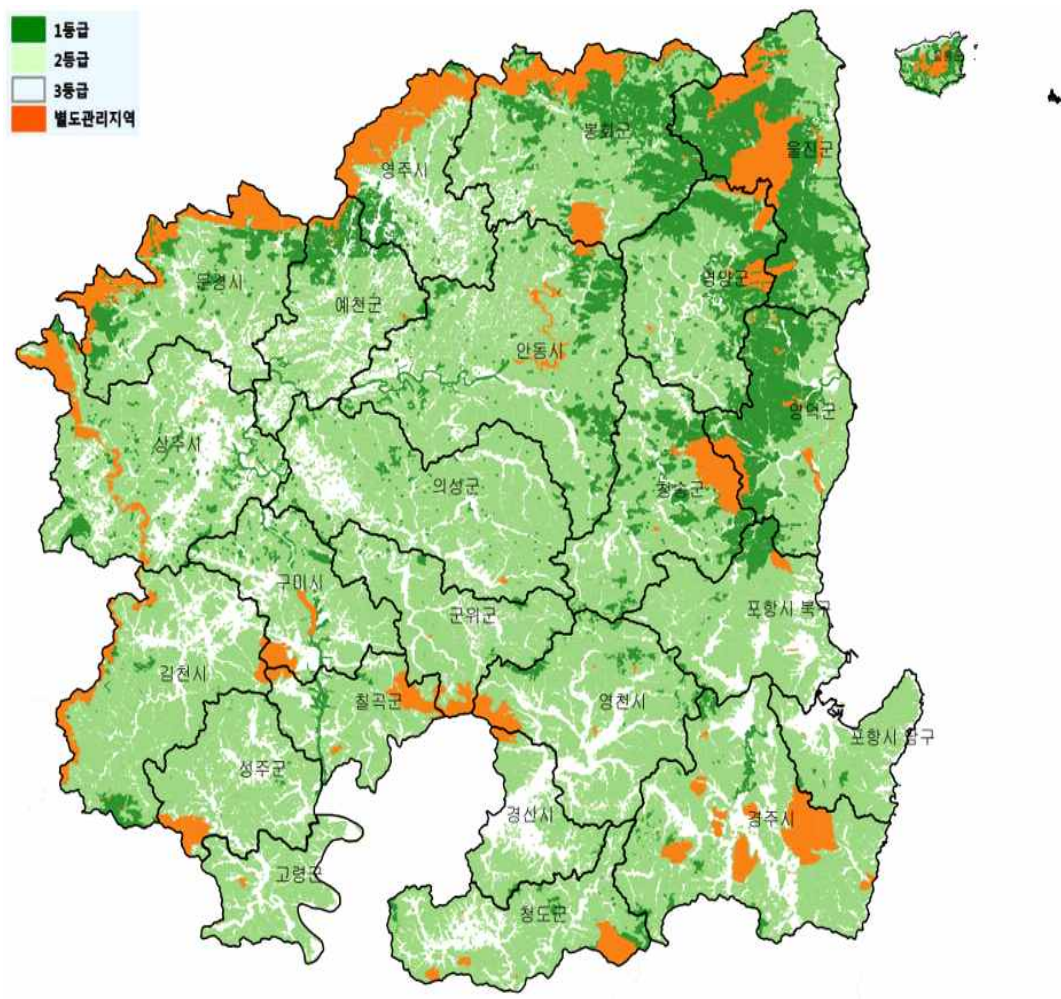 1등급
2등급
3등급
별도관리지역
봉화군
울진군
영주시
문경시
예천군
영양군
안동시
영덕군
상주시
의성군
청송군
구미시
군위군
포항시 북구
김천시
칠곡군
영천시
포항시 남구
성주군
경산시
경주시
고령군
청도군